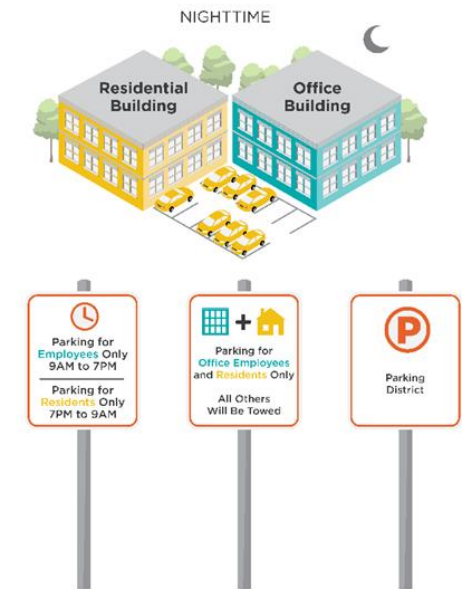 NIGHTTIME
Residential
Building
Office
Building
Parking for
Employees Only
9AM to 7PM
Parking for
Residents Only
7PM to 9AM
+
Parking for
Office Employees
and Residents Only
All Others
Will Be Towed
P
Parking
District